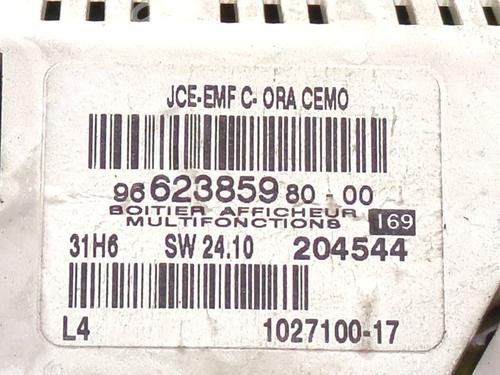 JCE-EMF C- ORA CEMO
96 623859 80-00
BOITIER AFFICHEUR
MULTIFONCTIONS 169
31H6 SW 24.10 204544
L4 1027100-17